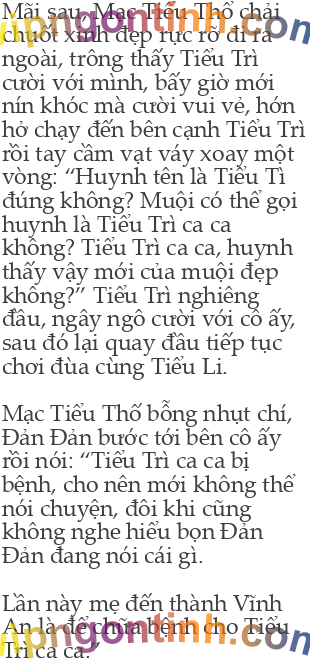 Mãi sau, Mạc Tiểu Thổ chải
chuốt xinh đẹp rực rỡ đi ra
ngoài, trông thấy Tiểu Trì
cười với mình, bấy giờ mới
nín khóc mà cười vui vẻ, hớn
hở chạy đến bên cạnh Tiểu Trì
rồi tay cầm vạt váy xoay một
vòng: “Huynh tên là Tiểu Tì
đúng không? Muội có thể gọi
huynh là Tiểu Trì ca ca
không? Tiểu Trì ca ca, huynh
thấy vậy mới của muội đẹp
không?” Tiểu Trì nghiêng
đầu, ngây ngô cười với cô ấy,
sau đó lại quay đầu tiếp tục
chơi đùa cùng Tiểu Li.
Mạc Tiểu Thố bỗng nhụt chí,
Đản Đản bước tới bên cô ấy
rồi nói: “Tiểu Trì ca ca bị
bệnh, cho nên mới không thể
nói chuyện, đôi khi cũng
không nghe hiểu bọn Đản
Đản đang nói cái gì.
Lần này mẹ đến thành Vĩnh
An là để chữa bệnh cho Tiểu
Trì ca ca.